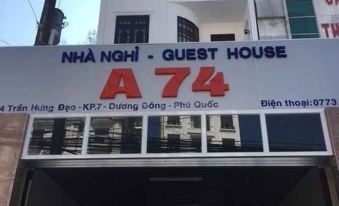 NHÀ NGHỈ - GUEST HOUSE
A 74
4 Trần Hưng Đạo - KP.7 - Dương Đông - Phú Quốc Điện thoại:0773